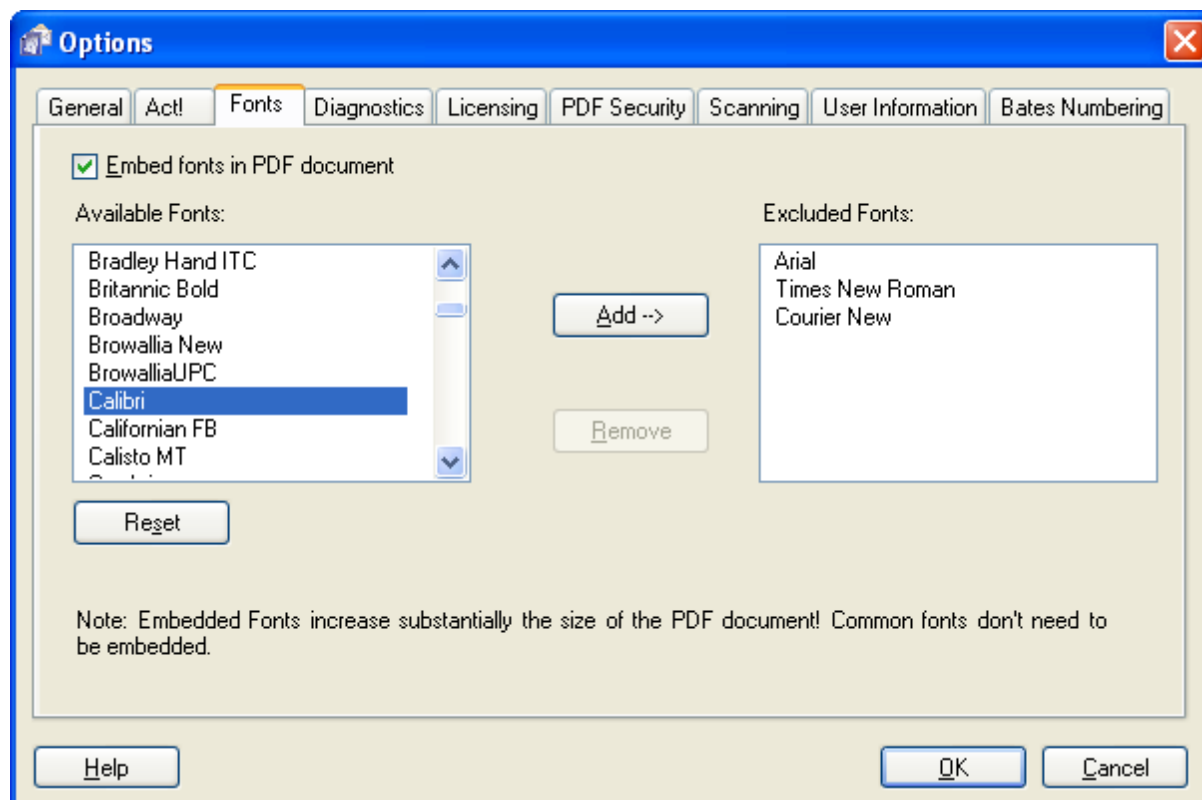 Options
General Act! Fonts Diagnostics Licensing PDF Security Scanning User Information Bates Numbering
Embed fonts in PDF document
Available Fonts:
Excluded Fonts:
Bradley Hand ITC
Britannic Bold
Broadway
Browallia New
BrowalliaUPC
Calibri
Californian FB
Calisto MT
Add -->
Remove
Arial
Times New Roman
Courier New
Reset
Note: Embedded Fonts increase substantially the size of the PDF document! Common fonts don't need to
be embedded.
Help
OK
Cancel